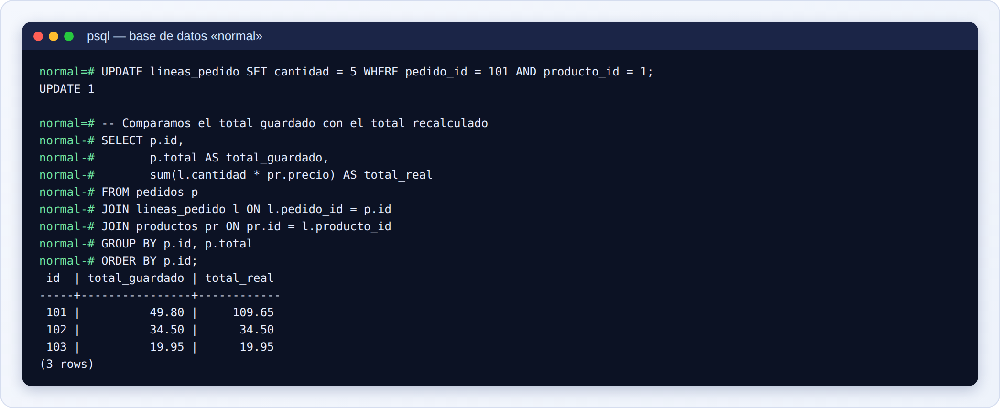 psql — base de datos «normal»
normal=# UPDATE lineas_pedido SET cantidad = 5 WHERE pedido_id = 101 AND producto_id = 1;
UPDATE 1
normal=# -- Comparamos el total guardado con el total recalculado
normal-# SELECT p.id,
normal-#        p.total AS total_guardado,
normal-#        sum(l.cantidad * pr.precio) AS total_real
normal-# FROM pedidos p
normal-# JOIN lineas_pedido l ON l.pedido_id = p.id
normal-# JOIN productos pr ON pr.id = l.producto_id
normal-# GROUP BY p.id, p.total
normal-# ORDER BY p.id;
 id  | total_guardado | total_real
-----+----------------+------------
 101 |          49.80 |     109.65
 102 |          34.50 |      34.50
 103 |          19.95 |      19.95
(3 rows)